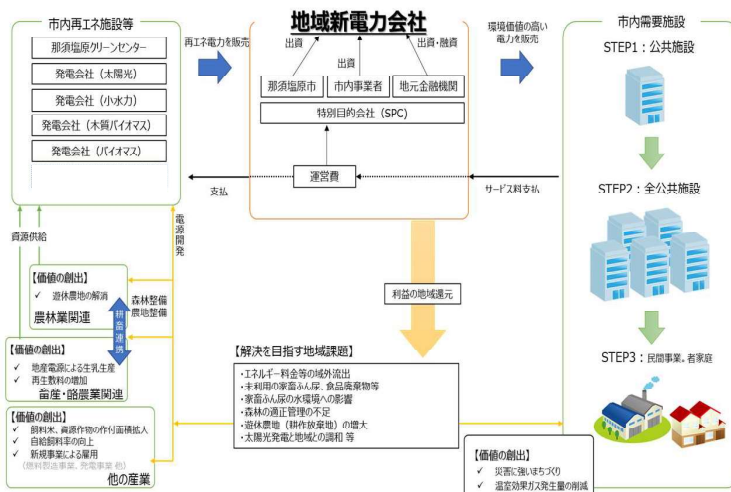 市内再エネ施設等
那須塩原グリーンセンター
発電会社（太陽光）
発電会社（小水力）
発電会社（木質バイオマス）
発電会社（バイオマス）
再エネ電力を販売
地域新電力会社
出資
出資
出資・融資
那須塩原市
市内事業者
地元金融機関
特別目的会社（SPC）
運営費
支払
サービス料支払
環境価値の高い
電力を販売
市内需要施設
STEP1：公共施設
STEP2：全公共施設
STEP3：民間事業。者家庭
資源供給
電源開発
【価値の創出】
✓ 遊休農地の解消
農林業関連
森林整備
農地整備
耕畜連携
【価値の創出】
✓ 地産電源の生乳生産
✓ 再生敷料の増加
畜産・酪農業関連
【価値の創出】
✓ 飼料米、資源作物の作付面積拡大
✓ 自給飼料率の向上
✓ 新規事業による雇用
（燃料製造事業、発電事業 他）
他の産業
利益の地域還元
【解決を目指す地域課題】
・エネルギー料金等の域外流出
・未利用の家畜ふん尿、食品廃棄物等
・家畜ふん尿の水環境への影響
・森林の適正管理の不足
・遊休農地（耕作放棄地）の増大
・太陽光発電と地域との調和 等
【価値の創出】
✓ 災害に強いまちづくり
✓ 温室効果ガス発生量の削減